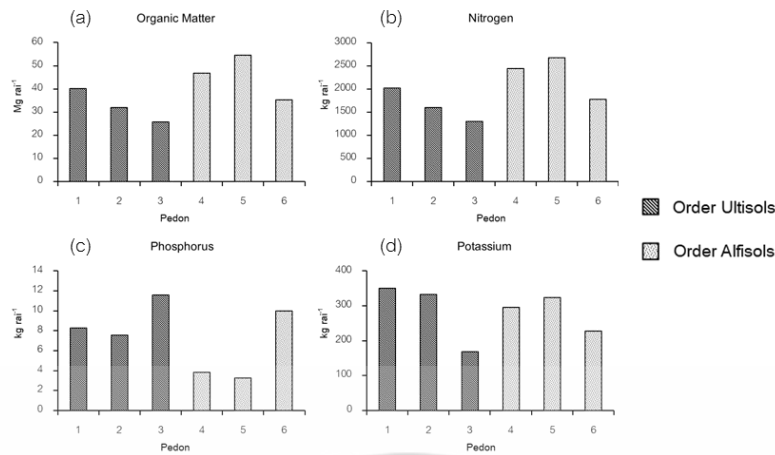 (a)
Organic Matter
Mg rai-1
60
50
40
30
20
10
0
1 2 3 4 5 6
Pedon
(b)
Nitrogen
kg rai-1
3000
2500
2000
1500
1000
500
0
1 2 3 4 5 6
Pedon
Order Ultisols
Order Alfisols
(c)
Phosphorus
kg rai-1
14
12
10
8
6
4
2
0
1 2 3 4 5 6
Pedon
(d)
Potassium
kg rai-1
400
300
200
100
0
1 2 3 4 5 6
Pedon